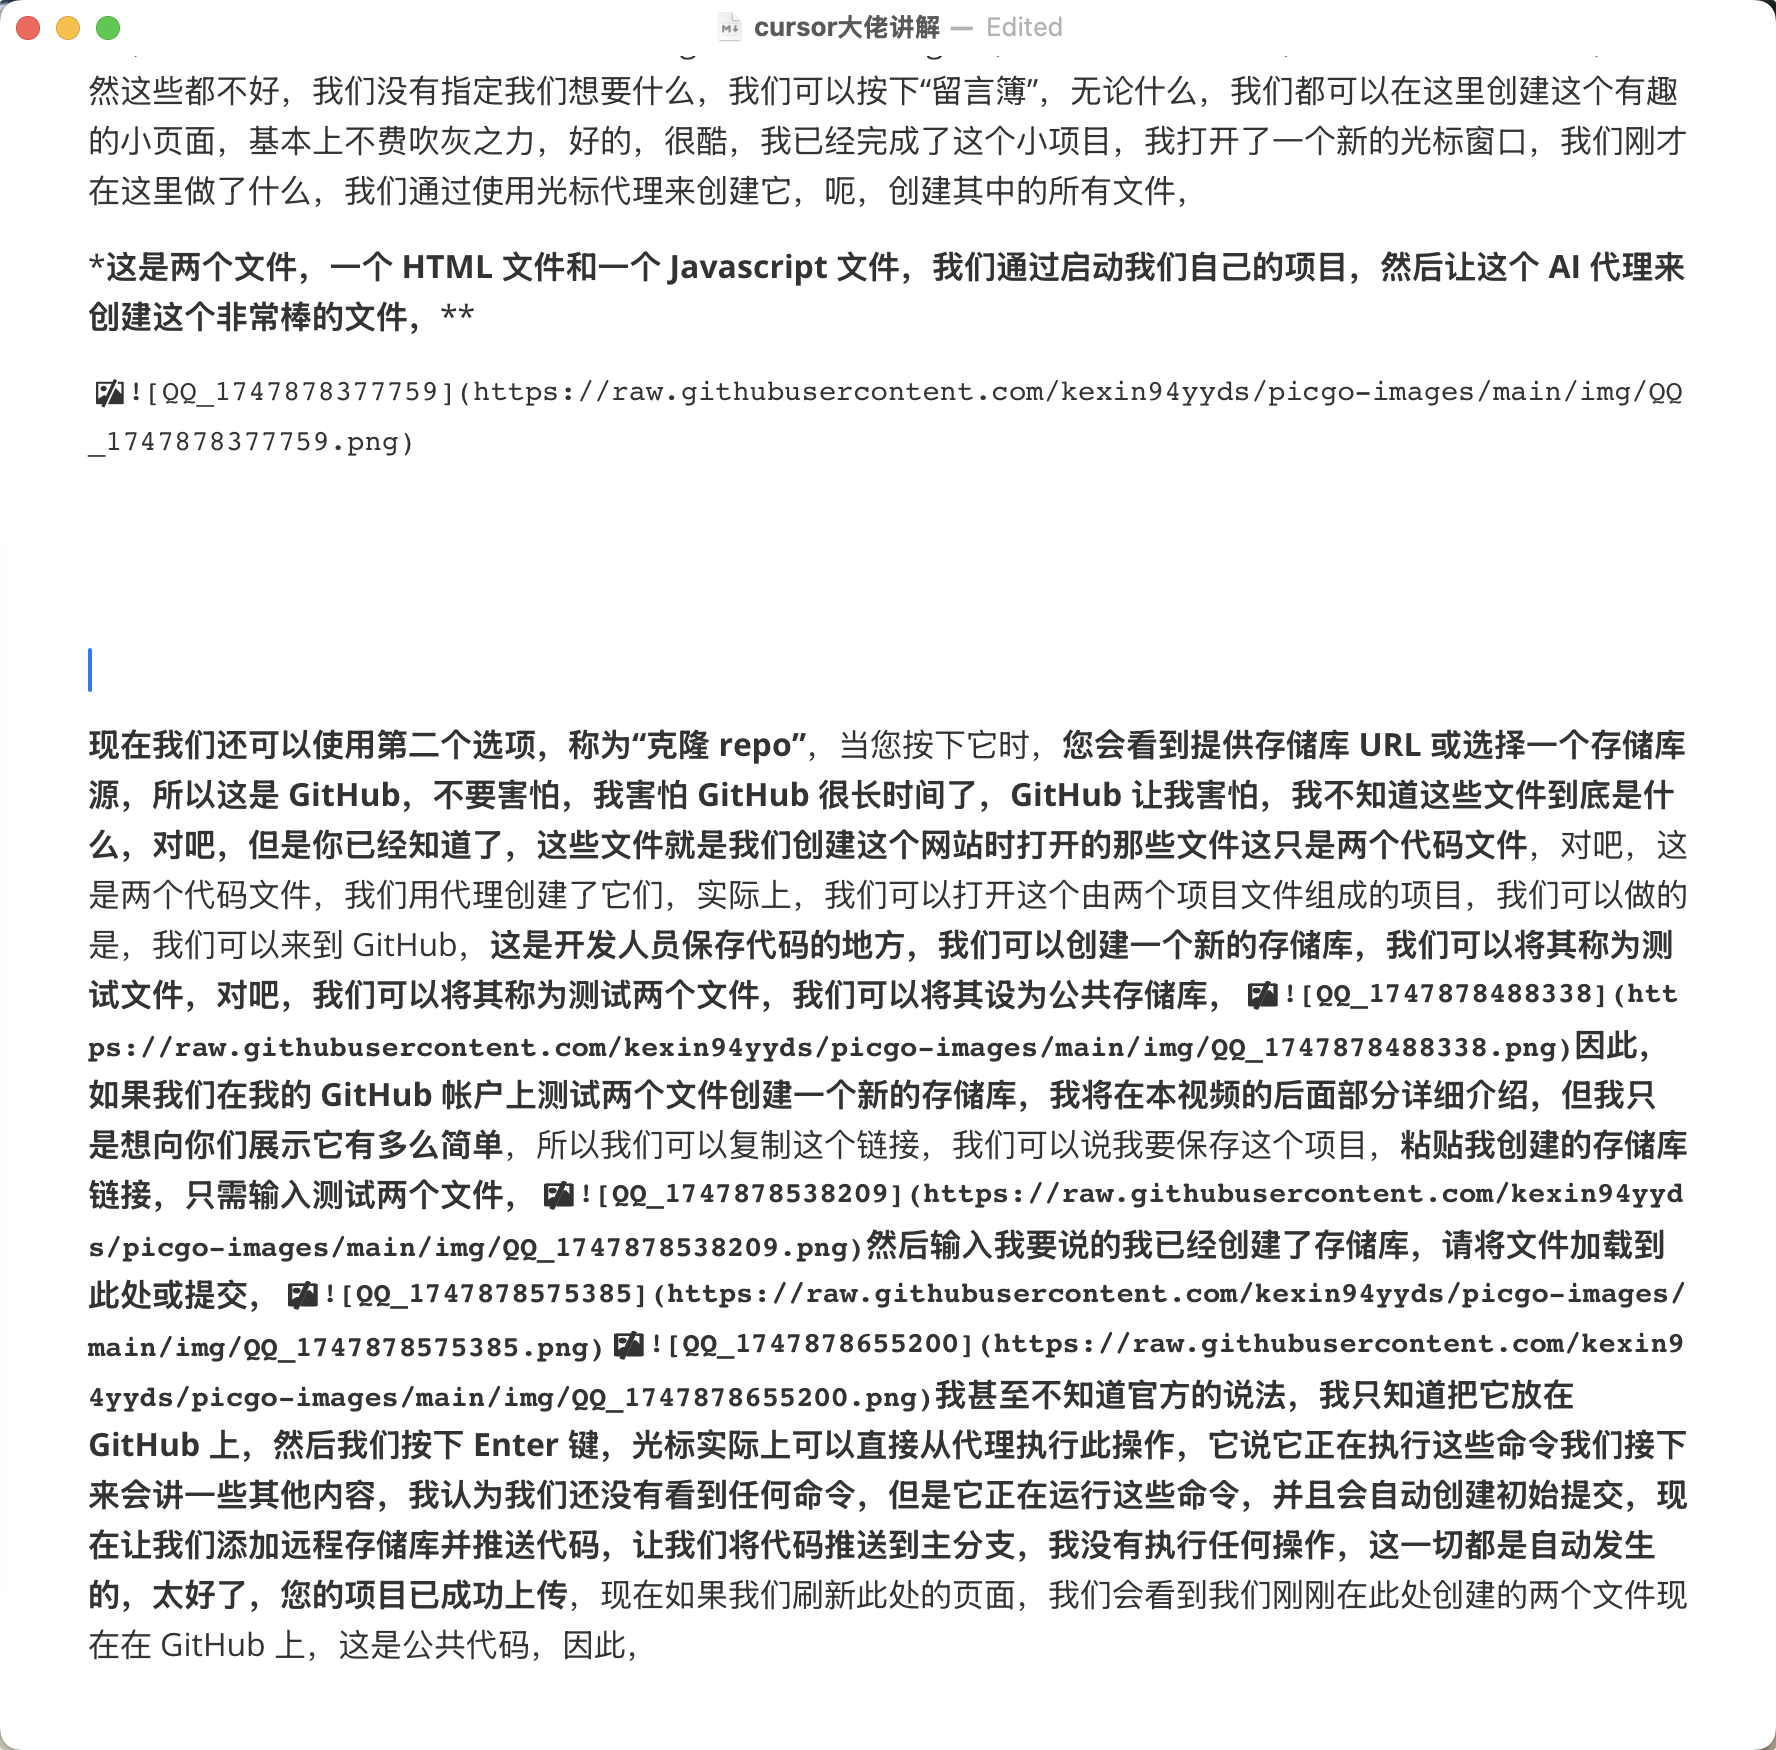 cursor大佬讲解 — Edited
然这些都不好，我们没有指定我们想要什么，我们可以按下“留言簿”，无论什么，我们都可以在这里创建这个有趣
的小页面，基本上不费吹灰之力，好的，很酷，我已经完成了这个小项目，我打开了一个新的光标窗口，我们刚才
在这里做了什么，我们通过使用光标代理来创建它，呃，创建其中的所有文件，
*这是两个文件，一个 HTML 文件和一个 Javascript 文件，我们通过启动我们自己的项目，然后让这个 AI 代理来
创建这个非常棒的文件，**
![QQ_1747878377759](https://raw.githubusercontent.com/kexin94yyds/picgo-images/main/img/QQ
_1747878377759.png)
现在我们还可以使用第二个选项，称为“克隆 repo”，当您按下它时，您会看到提供存储库 URL 或选择一个存储库
源，所以这是 GitHub，不要害怕，我害怕 GitHub 很长时间了，GitHub 让我害怕，我不知道这些文件到底是什
么，对吧，但是你已经知道了，这些文件就是我们创建这个网站时打开的那些文件这只是两个代码文件，对吧，这
是两个代码文件，我们用代理创建了它们，实际上，我们可以打开这个由两个项目文件组成的项目，我们可以做的
是，我们可以来到 GitHub，这是开发人员保存代码的地方，我们可以创建一个新的存储库，我们可以将其称为测
试文件，对吧，我们可以将其称为测试两个文件，我们可以将其设为公共存储库，![QQ_1747878488338](htt
ps://raw.githubusercontent.com/kexin94yyds/picgo-images/main/img/QQ_1747878488338.png)因此，
如果我们在我的 GitHub 帐户上测试两个文件创建一个新的存储库，我将在本视频的后面部分详细介绍，但我只
是想向你们展示它有多么简单，所以我们可以复制这个链接，我们可以说我要保存这个项目，粘贴我创建的存储库
链接，只需输入测试两个文件，![QQ_1747878538209](https://raw.githubusercontent.com/kexin94yyd
s/picgo-images/main/img/QQ_1747878538209.png)然后输入我要说的我已经创建了存储库，请将文件加载到
此处或提交，![QQ_1747878575385](https://raw.githubusercontent.com/kexin94yyds/picgo-images/
main/img/QQ_1747878575385.png)![QQ_1747878655200](https://raw.githubusercontent.com/kexin9
4yyds/picgo-images/main/img/QQ_1747878655200.png)我甚至不知道官方的说法，我只知道把它放在
GitHub 上，然后我们按下 Enter 键，光标实际上可以直接从代理执行此操作，它说它正在执行这些命令我们接下
来会讲一些其他内容，我认为我们还没有看到任何命令，但是它正在运行这些命令，并且会自动创建初始提交，现
在让我们添加远程存储库并推送代码，让我们将代码推送到主分支，我没有执行任何操作，这一切都是自动发生
的，太好了，您的项目已成功上传，现在如果我们刷新此处的页面，我们会看到我们刚刚在此处创建的两个文件现
在在 GitHub 上，这是公共代码，因此，